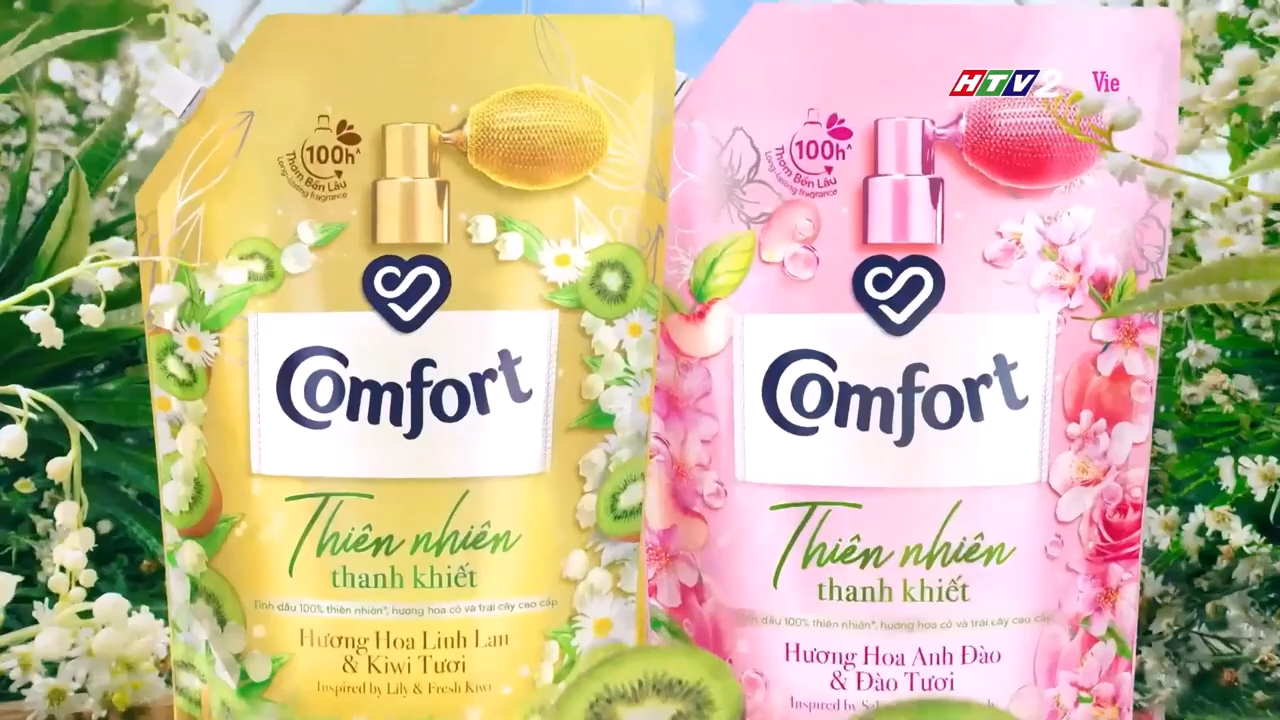 HTV2
Vie
100h^
Thơm Bền Lâu
Long-lasting fragrance
Comfort
Thiên nhiên
thanh khiết
Tinh dầu 100% thiên nhiên*, hương hoa cỏ và trái cây cao cấp
Hương Hoa Linh Lan
& Kiwi Tươi
Inspired by Lily & Fresh Kiwi
100h^
Thơm Bền Lâu
Long-lasting fragrance
Comfort
Thiên nhiên
thanh khiết
Tinh dầu 100% thiên nhiên*, hương hoa cỏ và trái cây cao cấp
Hương Hoa Anh Đào
& Đào Tươi
Inspired by